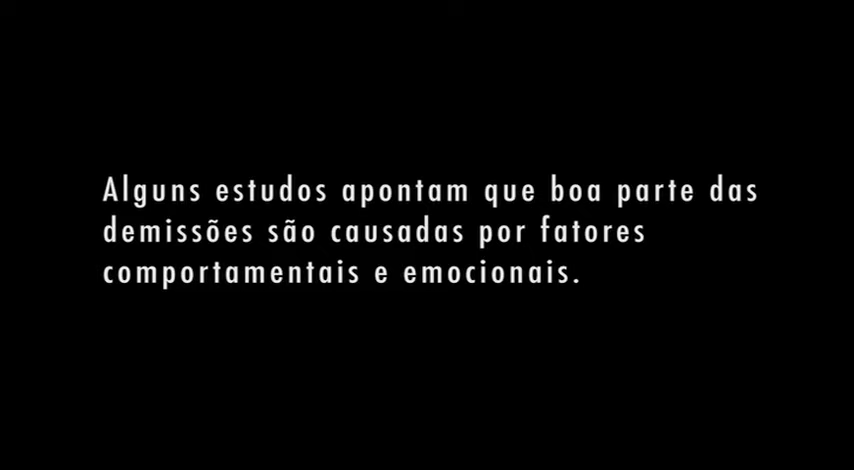 Alguns estudos apontam que boa parte das
demissões são causadas por fatores
comportamentais e emocionais.